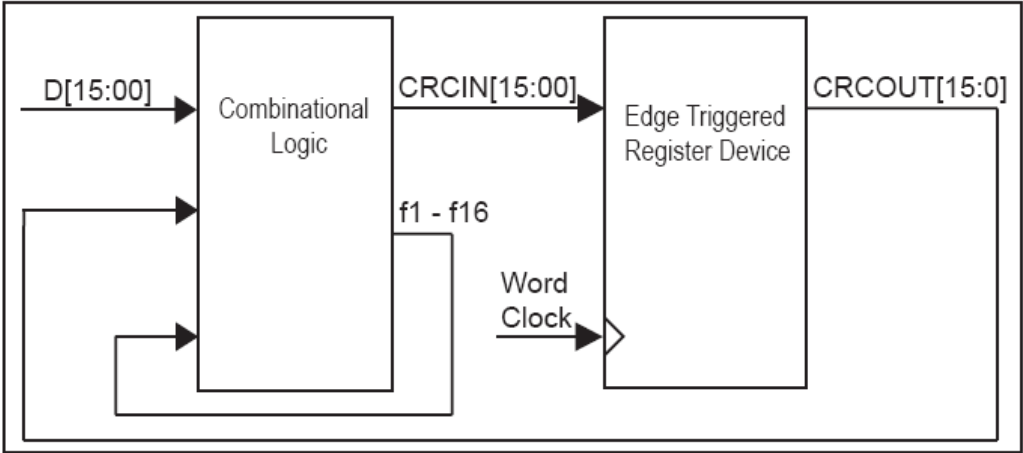 D[15:00]
Combinational
Logic
CRCIN[15:00]
f1 - f16
Edge Triggered
Register Device
Word
Clock
CRCOUT[15:0]